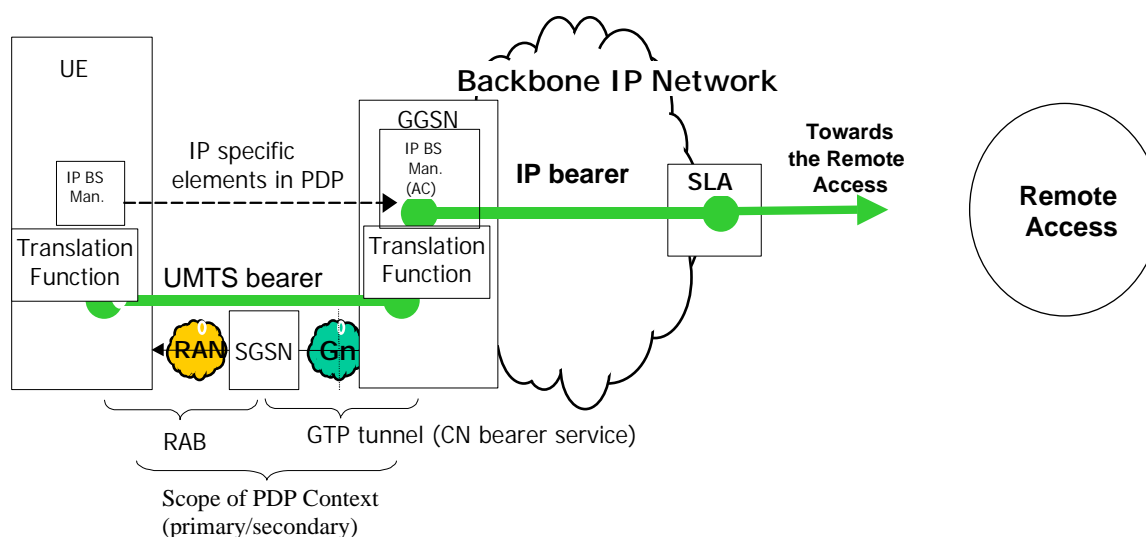 UE
Backbone IP Network
GGSN
IP specific
elements in PDP
IP BS
Man.
IP BS
Man.
(AC)
IP bearer
SLA
Towards
the Remote
Access
Remote
Access
Translation
Function
UMTS bearer
Translation
Function
RAN
SGSN
Gn
RAB
GTP tunnel (CN bearer service)
Scope of PDP Context
(primary/secondary)